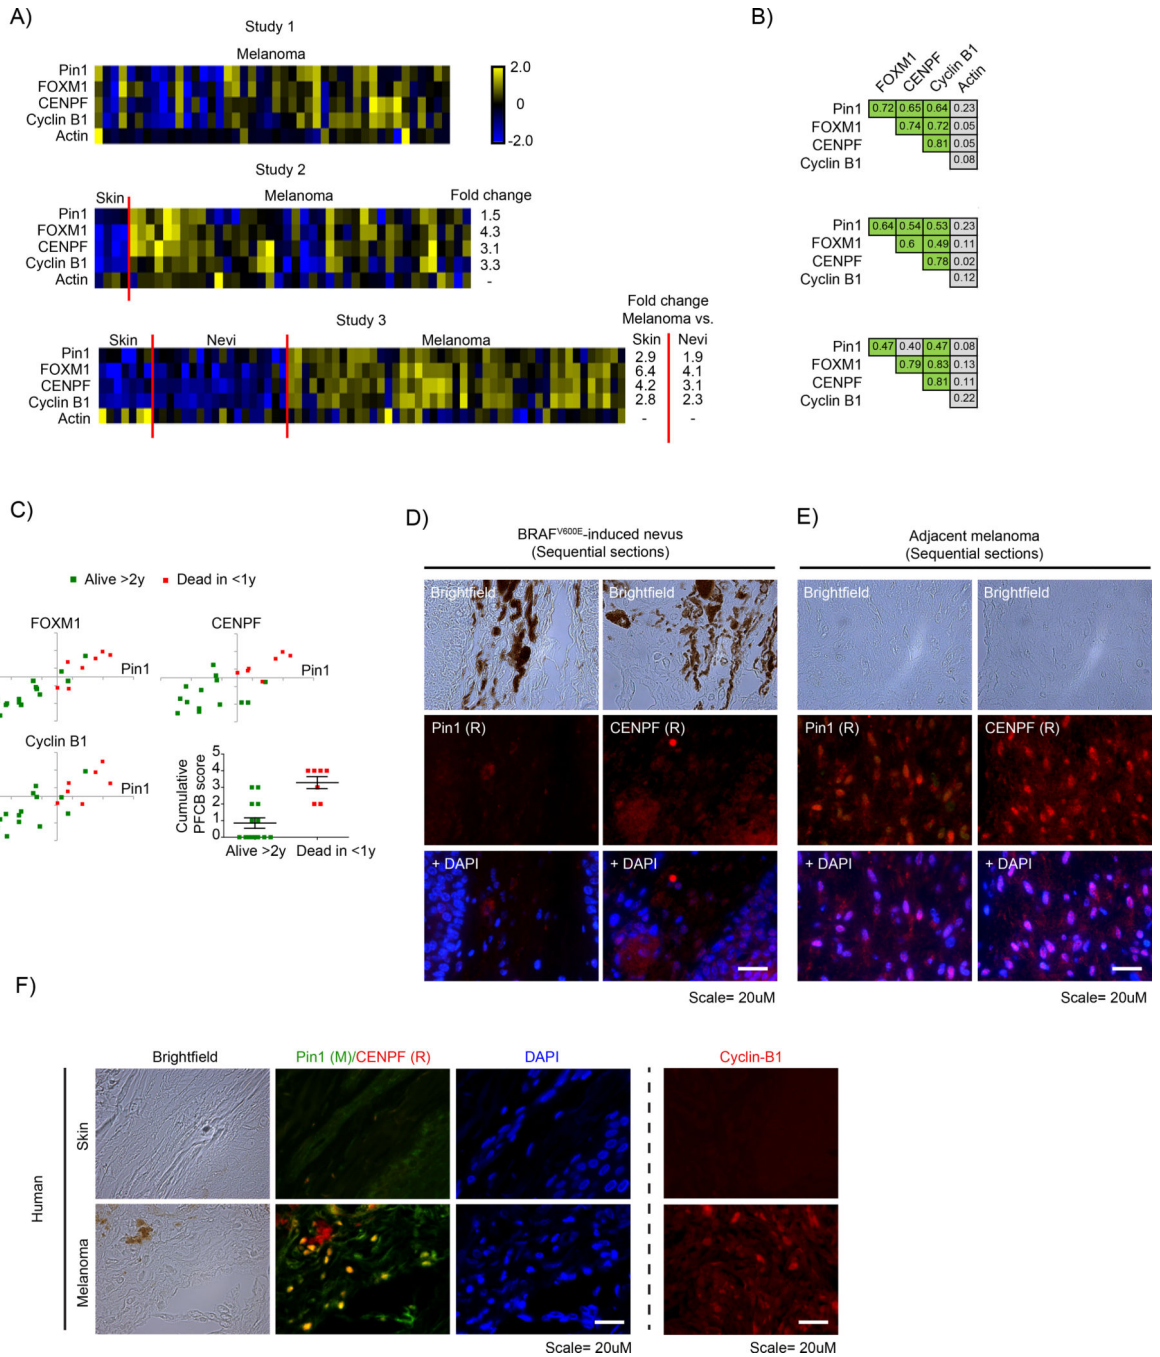 A)
Study 1
Melanoma
Pin1
FOXM1
CENPF
Cyclin B1
Actin
2.0
0
-2.0
Study 2
Skin
Melanoma
Fold change
Pin1 1.5
FOXM1 4.3
CENPF 3.1
Cyclin B1 3.3
Actin -
Study 3
Fold change
Melanoma vs.
Skin Nevi Melanoma Skin Nevi
Pin1 2.9 1.9
FOXM1 6.4 4.1
CENPF 4.2 3.1
Cyclin B1 2.8 2.3
Actin - -
B)
FOXM1 CENPF Cyclin B1 Actin
Pin1 0.72 0.65 0.64 0.23
FOXM1 0.74 0.72 0.05
CENPF 0.81 0.05
Cyclin B1 0.08
Pin1 0.64 0.54 0.53 0.23
FOXM1 0.6 0.49 0.11
CENPF 0.78 0.02
Cyclin B1 0.12
Pin1 0.47 0.40 0.47 0.08
FOXM1 0.79 0.83 0.13
CENPF 0.81 0.11
Cyclin B1 0.22
C)
Alive >2y Dead in <1y
FOXM1
Pin1
CENPF
Pin1
Cyclin B1
Pin1
Cumulative
PFCB score
5
4
3
2
1
0
Alive >2y Dead in <1y
D)
BRAFV600E-induced nevus
(Sequential sections)
Brightfield Brightfield
Pin1 (R) CENPF (R)
+ DAPI + DAPI
Scale= 20uM
E)
Adjacent melanoma
(Sequential sections)
Brightfield Brightfield
Pin1 (R) CENPF (R)
+ DAPI + DAPI
Scale= 20uM
F)
Brightfield Pin1 (M)/CENPF (R) DAPI Cyclin-B1
Human
Skin
Melanoma
Scale= 20uM Scale= 20uM